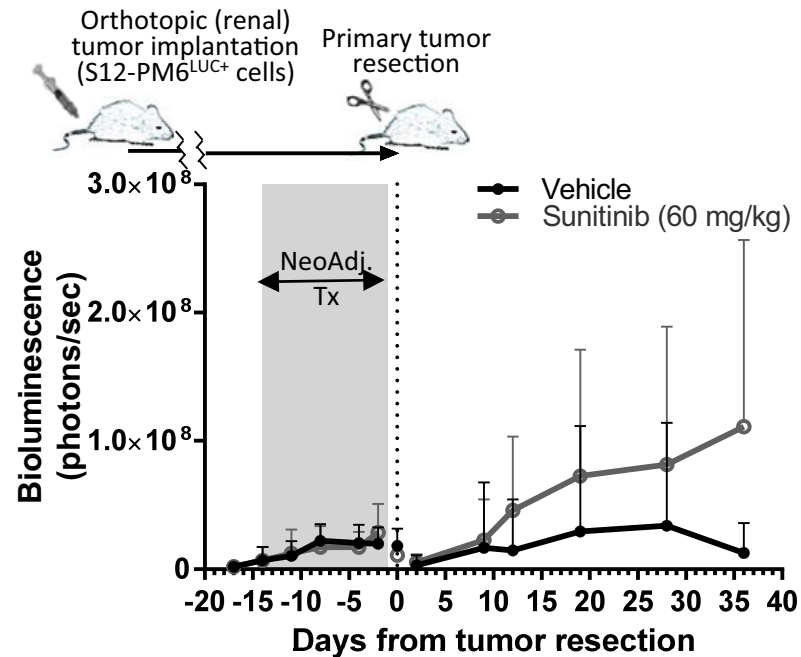 Orthotopic (renal)
tumor implantation
(S12-PM6LUC+ cells)
Primary tumor
resection
3.0×10⁸
2.0×10⁸
1.0×10⁸
0
Bioluminescence
(photons/sec)
NeoAdj.
Tx
Vehicle
Sunitinib (60 mg/kg)
-20 -15 -10 -5 0 5 10 15 20 25 30 35 40
Days from tumor resection